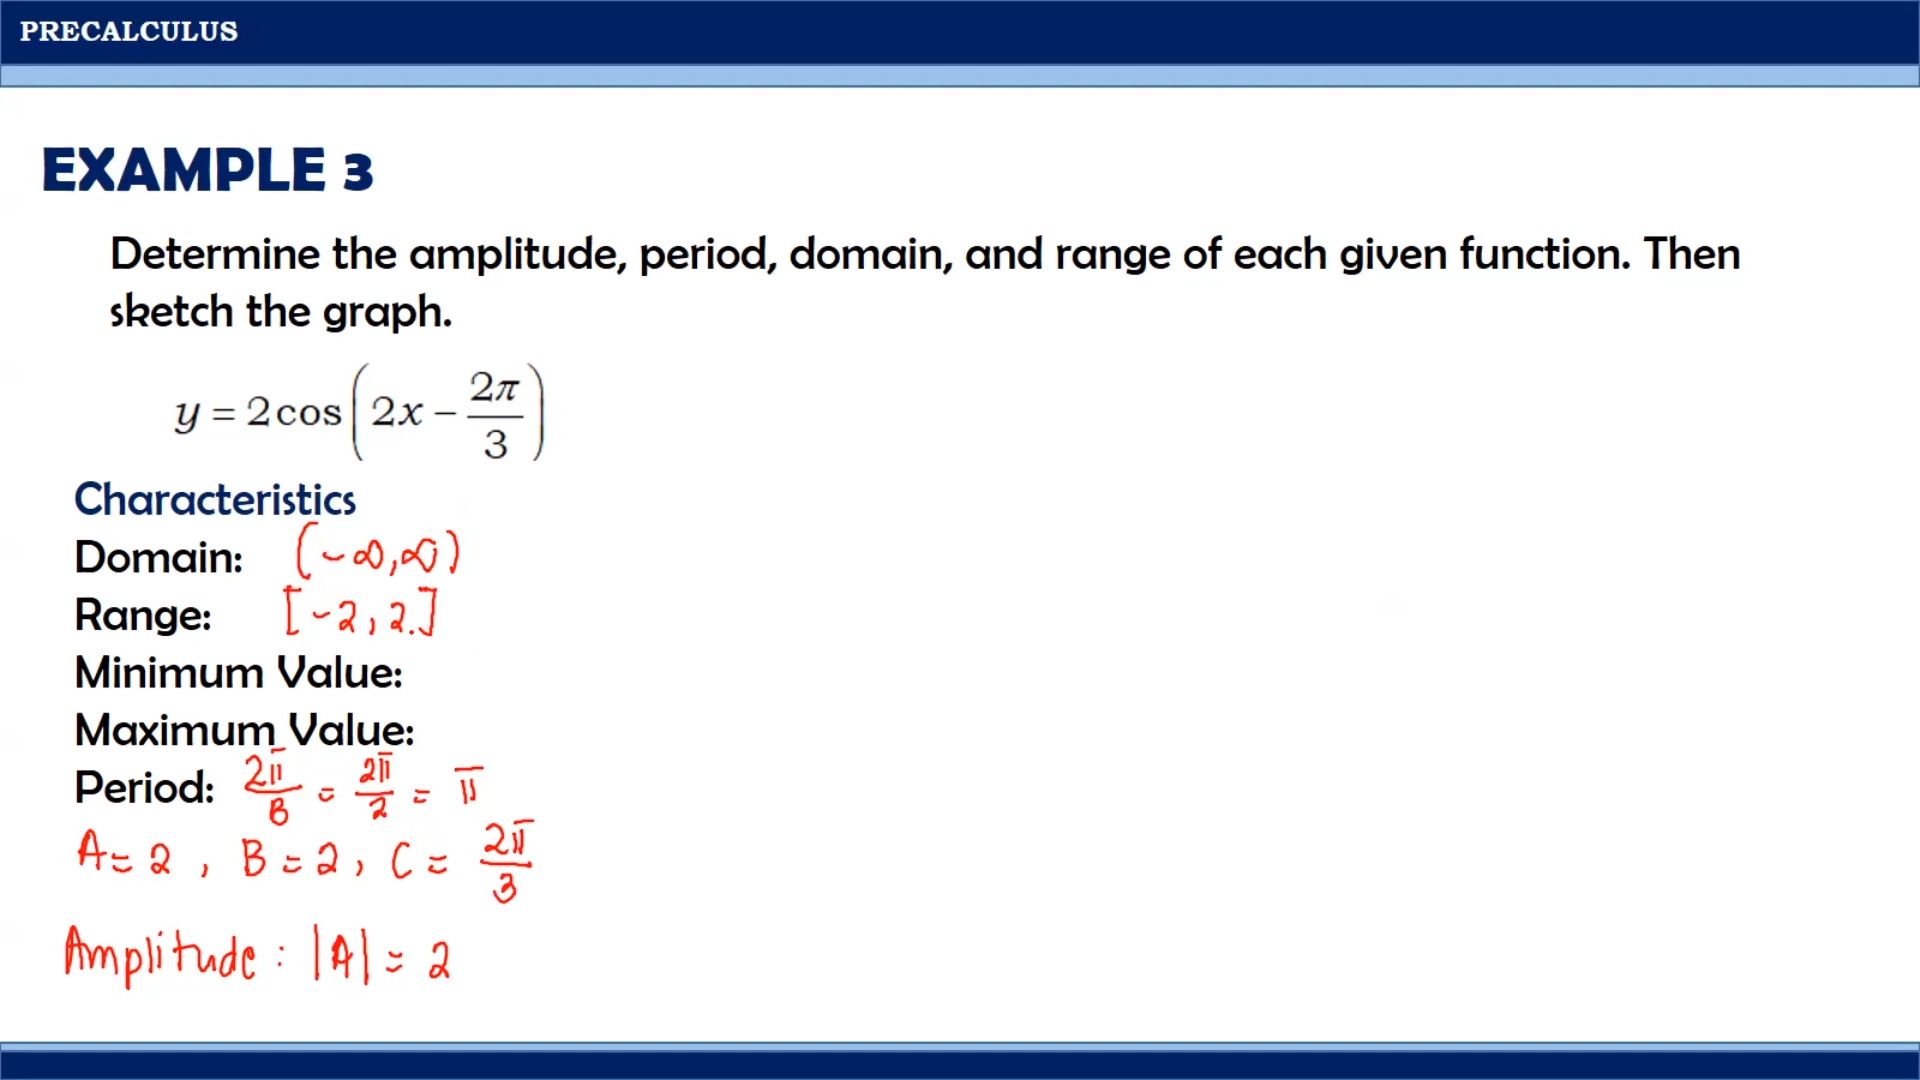 PRECALCULUS
EXAMPLE 3
Determine the amplitude, period, domain, and range of each given function. Then
sketch the graph.
y = 2cos(2x − 2π/3)
Characteristics
Domain: (-∞,∞)
Range: [-2, 2.]
Minimum Value:
Maximum Value:
Period: 2π/B = 2π/2 = π
A = 2 , B = 2 , C = 2π/3
Amplitude : |A| = 2